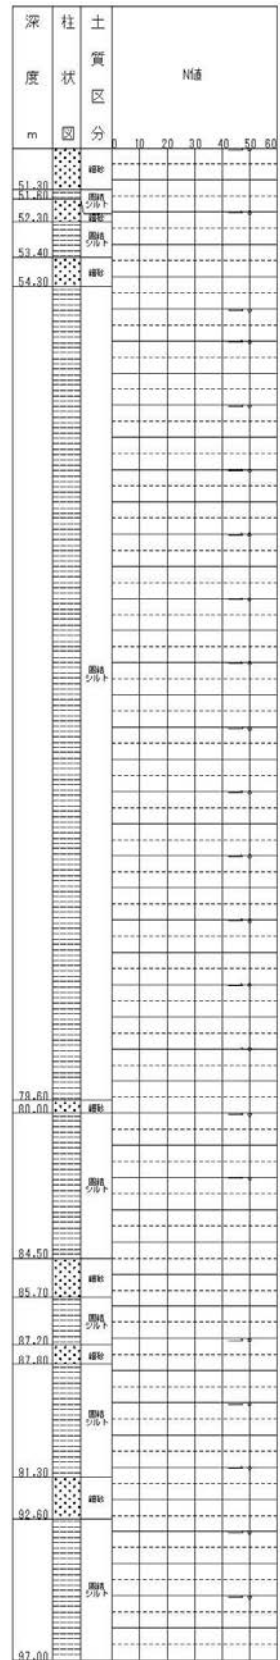 深度 m
柱状図
土質区分
N値
0 10 20 30 40 50 60
細砂
51.30
固結シルト
51.60
細砂
52.30
固結シルト
53.40
細砂
54.30
固結シルト
79.60
細砂
80.00
固結シルト
84.50
細砂
85.70
固結シルト
87.20
細砂
87.80
固結シルト
91.30
細砂
92.60
固結シルト
97.00